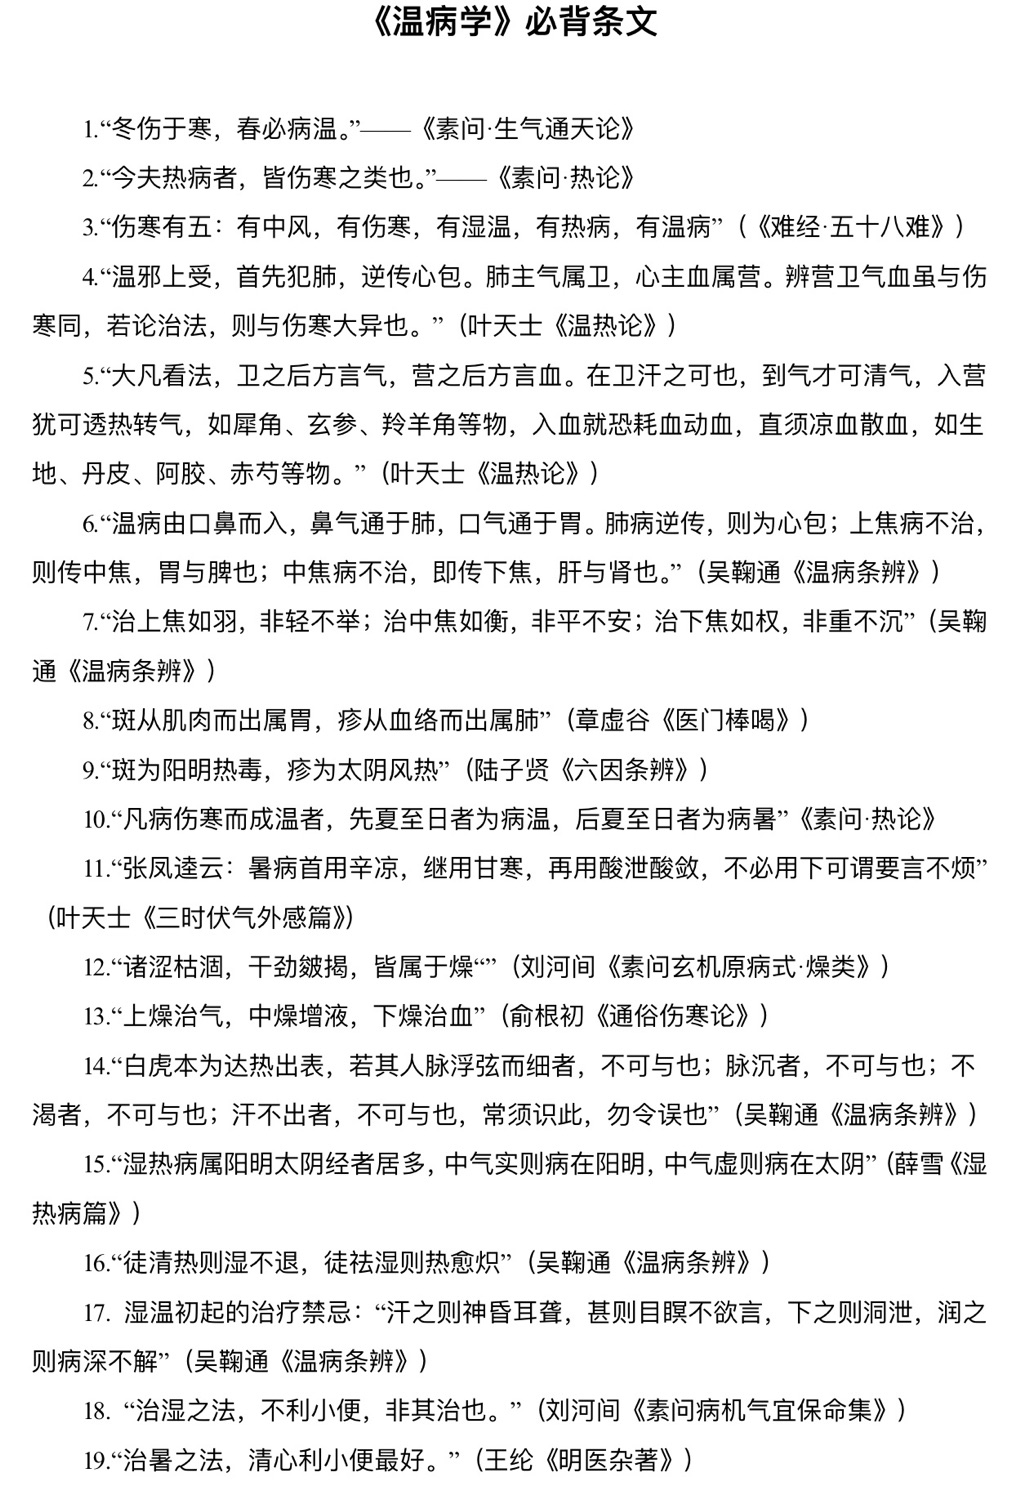 《温病学》必背条文
1.“冬伤于寒，春必病温。”——《素问·生气通天论》
2.“今夫热病者，皆伤寒之类也。”——《素问·热论》
3.“伤寒有五：有中风，有伤寒，有湿温，有热病，有温病”（《难经·五十八难》）
4.“温邪上受，首先犯肺，逆传心包。肺主气属卫，心主血属营。辨营卫气血虽与伤
寒同，若论治法，则与伤寒大异也。”（叶天士《温热论》）
5.“大凡看法，卫之后方言气，营之后方言血。在卫汗之可也，到气才可清气，入营
犹可透热转气，如犀角、玄参、羚羊角等物，入血就恐耗血动血，直须凉血散血，如生
地、丹皮、阿胶、赤芍等物。”（叶天士《温热论》）
6.“温病由口鼻而入，鼻气通于肺，口气通于胃。肺病逆传，则为心包；上焦病不治，
则传中焦，胃与脾也；中焦病不治，即传下焦，肝与肾也。”（吴鞠通《温病条辨》）
7.“治上焦如羽，非轻不举；治中焦如衡，非平不安；治下焦如权，非重不沉”（吴鞠
通《温病条辨》）
8.“斑从肌肉而出属胃，疹从血络而出属肺”（章虚谷《医门棒喝》）
9.“斑为阳明热毒，疹为太阴风热”（陆子贤《六因条辨》）
10.“凡病伤寒而成温者，先夏至日者为病温，后夏至日者为病暑”《素问·热论》
11.“张凤逵云：暑病首用辛凉，继用甘寒，再用酸泄酸敛，不必用下可谓要言不烦”
（叶天士《三时伏气外感篇》）
12.“诸涩枯涸，干劲皴揭，皆属于燥“”（刘河间《素问玄机原病式·燥类》）
13.“上燥治气，中燥增液，下燥治血”（俞根初《通俗伤寒论》）
14.“白虎本为达热出表，若其人脉浮弦而细者，不可与也；脉沉者，不可与也；不
渴者，不可与也；汗不出者，不可与也，常须识此，勿令误也”（吴鞠通《温病条辨》）
15.“湿热病属阳明太阴经者居多，中气实则病在阳明，中气虚则病在太阴”（薛雪《湿
热病篇》）
16.“徒清热则湿不退，徒祛湿则热愈炽”（吴鞠通《温病条辨》）
17. 湿温初起的治疗禁忌：“汗之则神昏耳聋，甚则目瞑不欲言，下之则洞泄，润之
则病深不解”（吴鞠通《温病条辨》）
18. “治湿之法，不利小便，非其治也。”（刘河间《素问病机气宜保命集》）
19.“治暑之法，清心利小便最好。”（王纶《明医杂著》）